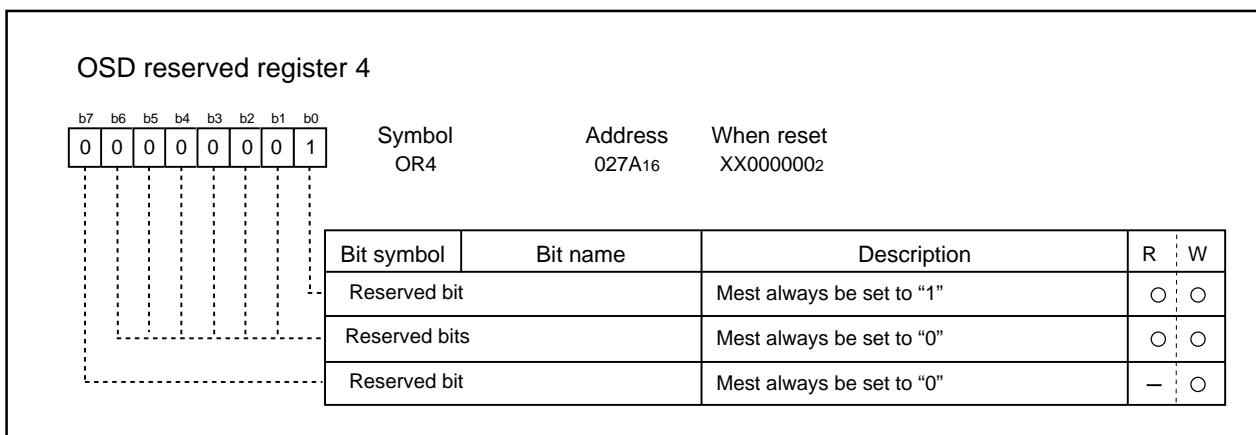 OSD reserved register 4
b7 b6 b5 b4 b3 b2 b1 b0
0 0 0 0 0 0 0 1
Symbol Address When reset
OR4 027A16 XX0000002
Bit symbol Bit name Description R W
Reserved bit Mest always be set to “1” ○ ○
Reserved bits Mest always be set to “0” ○ ○
Reserved bit Mest always be set to “0” – ○